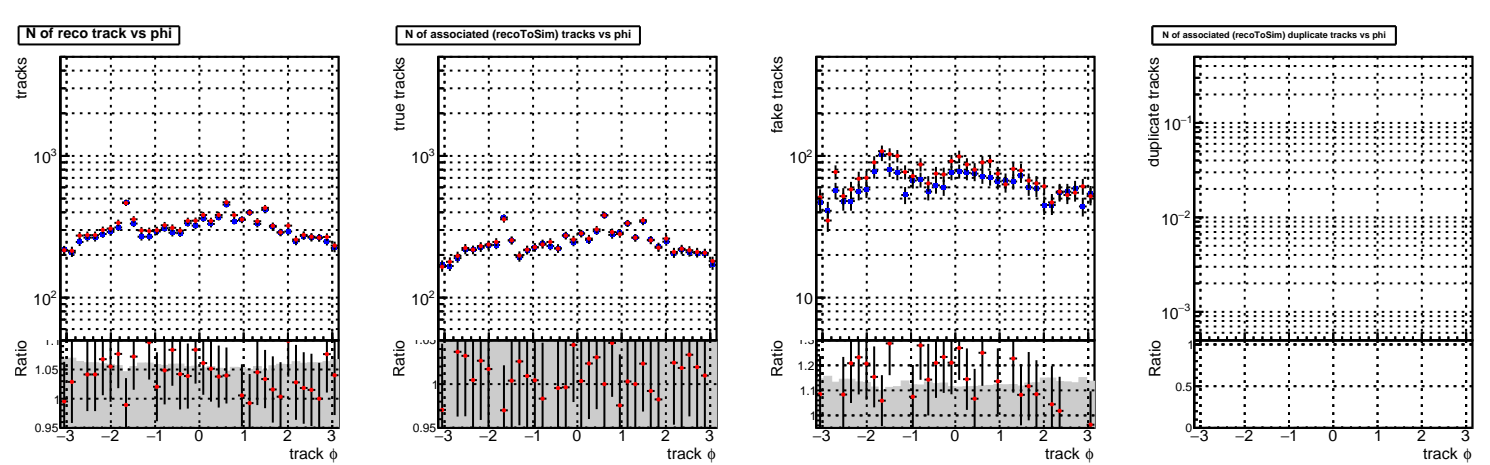 N of reco track vs phi
tracks
10³
10²
Ratio
1.1
1.05
1
0.95
−3 −2 −1 0 1 2 3
track φ
N of associated (recoToSim) tracks vs phi
true tracks
10³
10²
Ratio
1.05
1
0.95
−3 −2 −1 0 1 2 3
track φ
fake tracks
10²
10
Ratio
1.3
1.2
1.1
1
−3 −2 −1 0 1 2 3
track φ
N of associated (recoToSim) duplicate tracks vs phi
duplicate tracks
10⁻¹
10⁻²
10⁻³
Ratio
1
0.5
0
−3 −2 −1 0 1 2 3
track φ